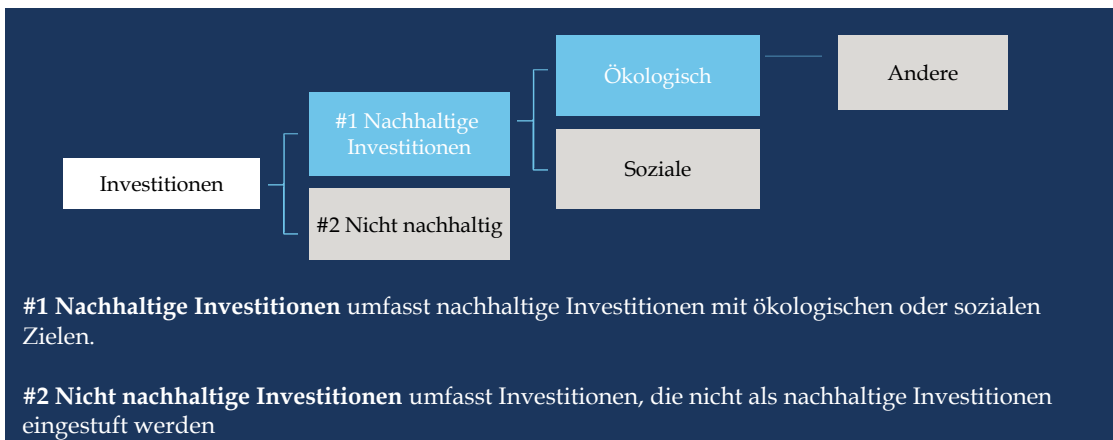 Investitionen
#1 Nachhaltige
Investitionen
#2 Nicht nachhaltig
Ökologisch
Soziale
Andere
#1 Nachhaltige Investitionen umfasst nachhaltige Investitionen mit ökologischen oder sozialen
Zielen.
#2 Nicht nachhaltige Investitionen umfasst Investitionen, die nicht als nachhaltige Investitionen
eingestuft werden